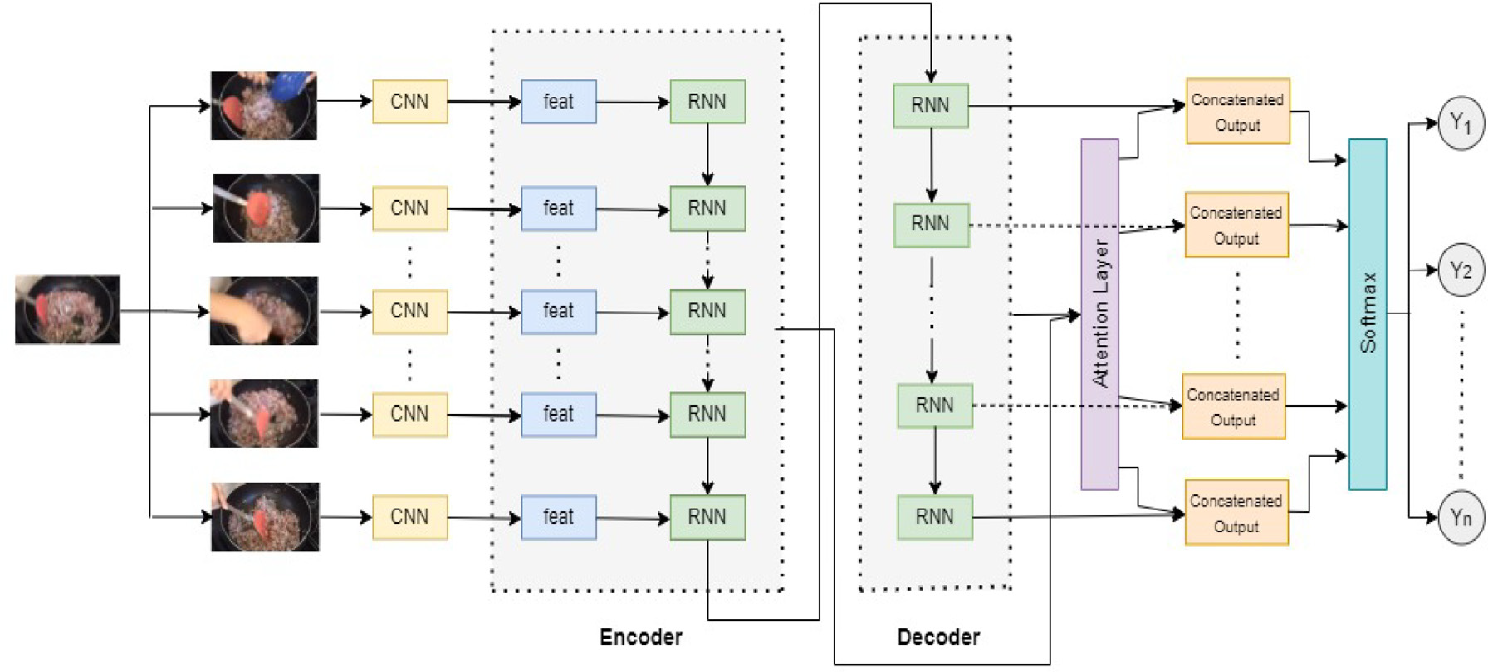 CNN feat RNN
CNN feat RNN
CNN feat RNN
CNN feat RNN
CNN feat RNN
Encoder
RNN
RNN
RNN
RNN
Decoder
Attention Layer
Concatenated
Output
Concatenated
Output
Concatenated
Output
Concatenated
Output
Softmax
Y1
Y2
Yn